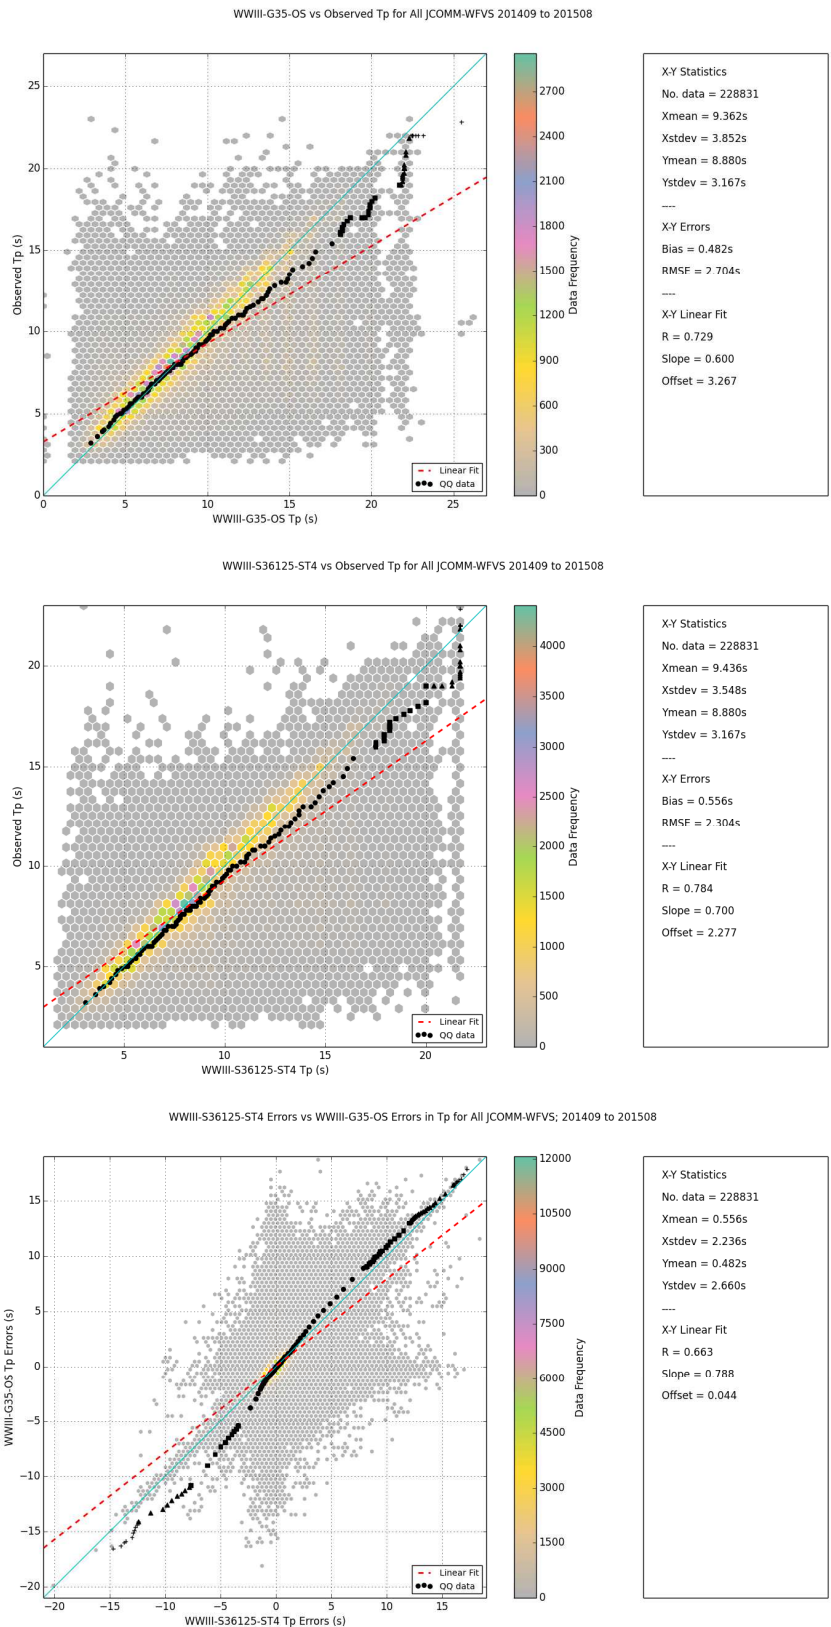 WWIII-G35-OS vs Observed Tp for All JCOMM-WFVS 201409 to 201508
25
20
15
10
5
0
0 5 10 15 20 25
Observed Tp (s)
WWIII-G35-OS Tp (s)
Linear Fit
QQ data
2700
2400
2100
1800
1500
1200
900
600
300
0
Data Frequency
X-Y Statistics
No. data = 228831
Xmean = 9.362s
Xstdev = 3.852s
Ymean = 8.880s
Ystdev = 3.167s
----
X-Y Errors
Bias = 0.482s
RMSE = 2.704s
----
X-Y Linear Fit
R = 0.729
Slope = 0.600
Offset = 3.267
WWIII-S36125-ST4 vs Observed Tp for All JCOMM-WFVS 201409 to 201508
20
15
10
5
5 10 15 20
Observed Tp (s)
WWIII-S36125-ST4 Tp (s)
Linear Fit
QQ data
4000
3500
3000
2500
2000
1500
1000
500
0
Data Frequency
X-Y Statistics
No. data = 228831
Xmean = 9.436s
Xstdev = 3.548s
Ymean = 8.880s
Ystdev = 3.167s
----
X-Y Errors
Bias = 0.556s
RMSE = 2.304s
----
X-Y Linear Fit
R = 0.784
Slope = 0.700
Offset = 2.277
WWIII-S36125-ST4 Errors vs WWIII-G35-OS Errors in Tp for All JCOMM-WFVS; 201409 to 201508
15
10
5
0
−5
−10
−15
−20
−20 −15 −10 −5 0 5 10 15
WWIII-G35-OS Tp Errors (s)
WWIII-S36125-ST4 Tp Errors (s)
Linear Fit
QQ data
12000
10500
9000
7500
6000
4500
3000
1500
0
Data Frequency
X-Y Statistics
No. data = 228831
Xmean = 0.556s
Xstdev = 2.236s
Ymean = 0.482s
Ystdev = 2.660s
----
X-Y Linear Fit
R = 0.663
Slope = 0.788
Offset = 0.044